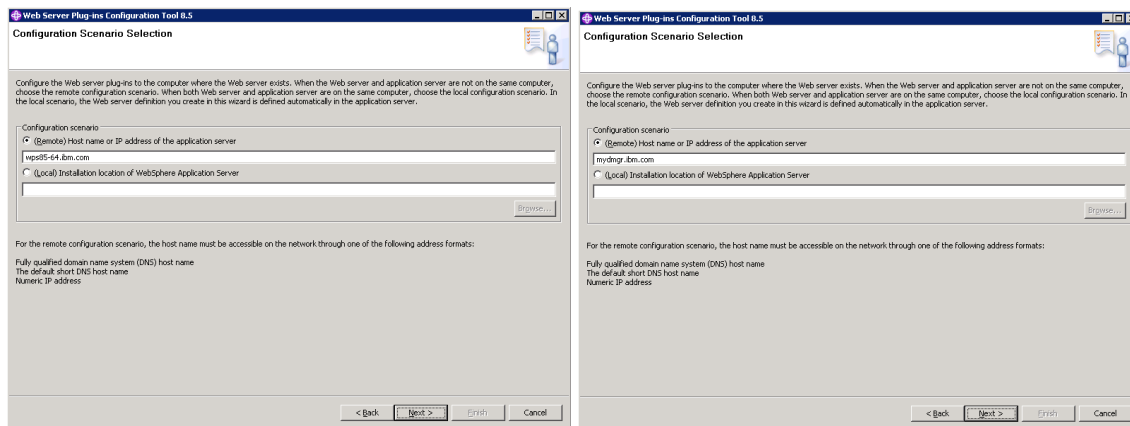 Web Server Plug-ins Configuration Tool 8.5
Configuration Scenario Selection
Configure the Web server plug-ins to the computer where the Web server exists. When the Web server and application server are not on the same computer,
choose the remote configuration scenario. When both Web server and application server are on the same computer, choose the local configuration scenario. In
the local scenario, the Web server definition you create in this wizard is defined automatically in the application server.
Configuration scenario
(Remote) Host name or IP address of the application server
wps85-64.ibm.com
(Local) Installation location of WebSphere Application Server
Browse...
For the remote configuration scenario, the host name must be accessible on the network through one of the following address formats:
Fully qualified domain name system (DNS) host name
The default short DNS host name
Numeric IP address
< Back
Next >
Finish
Cancel
Web Server Plug-ins Configuration Tool 8.5
Configuration Scenario Selection
Configure the Web server plug-ins to the computer where the Web server exists. When the Web server and application server are not on the same computer,
choose the remote configuration scenario. When both Web server and application server are on the same computer, choose the local configuration scenario. In
the local scenario, the Web server definition you create in this wizard is defined automatically in the application server.
Configuration scenario
(Remote) Host name or IP address of the application server
mydmgr.ibm.com
(Local) Installation location of WebSphere Application Server
Browse...
For the remote configuration scenario, the host name must be accessible on the network through one of the following address formats:
Fully qualified domain name system (DNS) host name
The default short DNS host name
Numeric IP address
< Back
Next >
Finish
Cancel